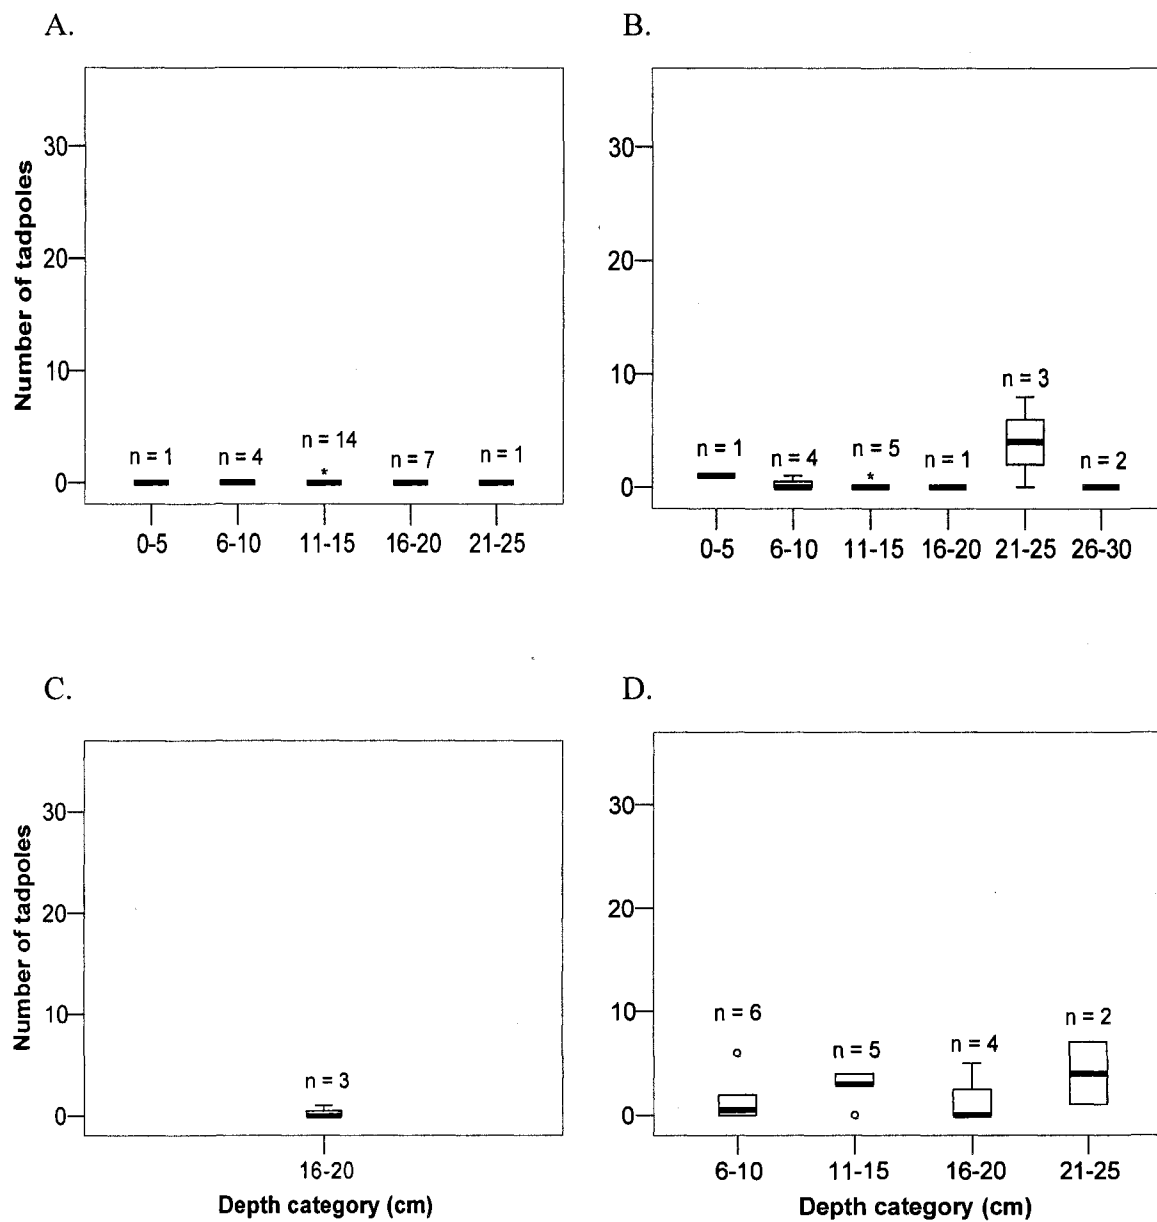 A.
Number of tadpoles
30
20
10
0
n = 1
n = 4
n = 14
*
n = 7
n = 1
0-5
6-10
11-15
16-20
21-25
B.
30
20
10
0
n = 1
n = 4
n = 5
*
n = 1
n = 3
n = 2
0-5
6-10
11-15
16-20
21-25
26-30
C.
Number of tadpoles
30
20
10
0
n = 3
16-20
Depth category (cm)
D.
30
20
10
0
n = 6
n = 5
n = 4
n = 2
6-10
11-15
16-20
21-25
Depth category (cm)